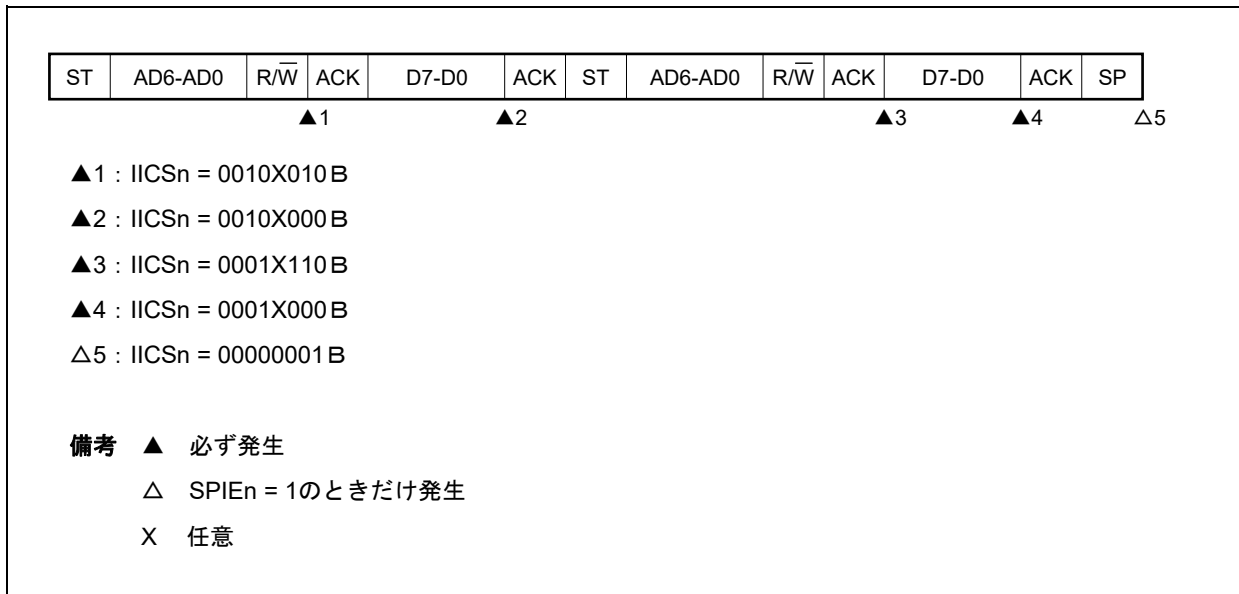 ST AD6-AD0 R/W̅ ACK D7-D0 ACK ST AD6-AD0 R/W̅ ACK D7-D0 ACK SP
▲1 ▲2 ▲3 ▲4 △5
▲1：IICSn = 0010X010Ｂ
▲2：IICSn = 0010X000Ｂ
▲3：IICSn = 0001X110Ｂ
▲4：IICSn = 0001X000Ｂ
△5：IICSn = 00000001Ｂ
備考 ▲ 必ず発生
△ SPIEn = 1のときだけ発生
X 任意